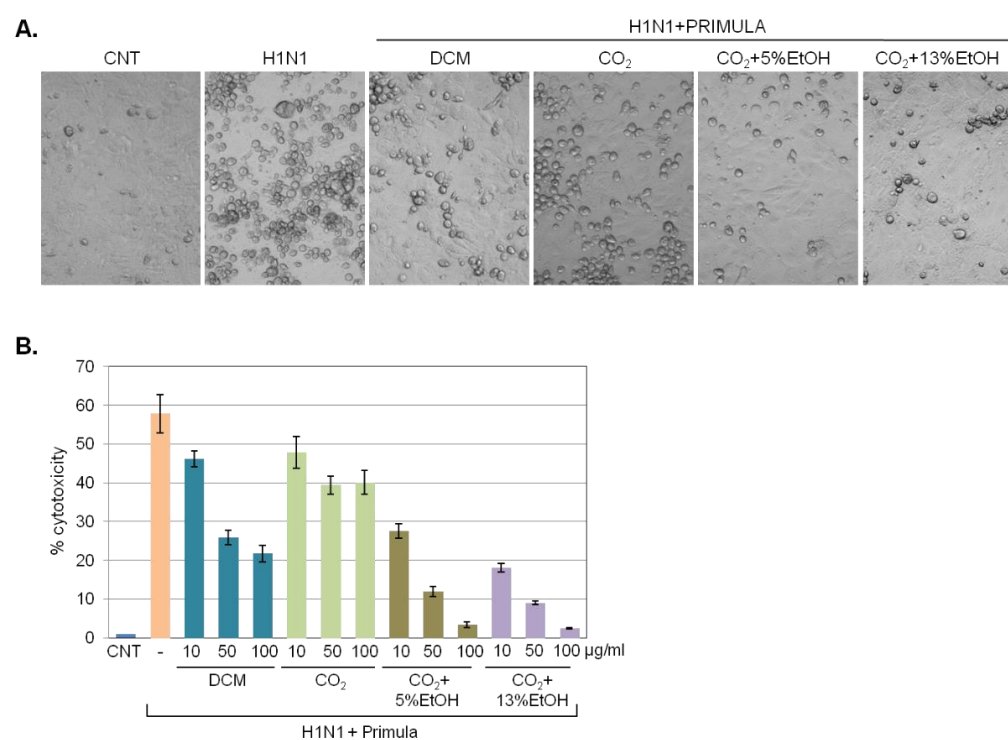 A.
H1N1+PRIMULA
CNT H1N1 DCM CO₂ CO₂+5%EtOH CO₂+13%EtOH
B.
% cytotoxicity
70
60
50
40
30
20
10
0
CNT - 10 50 100 10 50 100 10 50 100 10 50 100 µg/ml
DCM CO₂ CO₂+ CO₂+
5%EtOH 13%EtOH
H1N1 + Primula